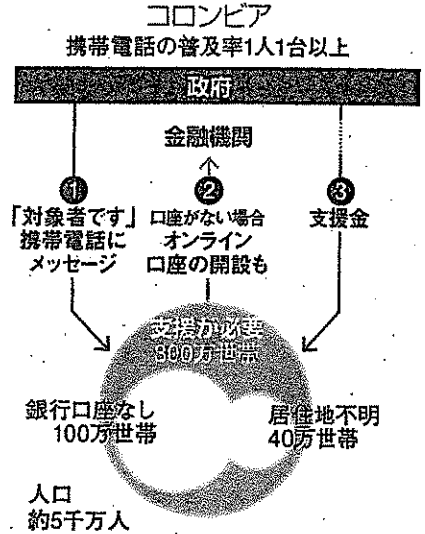 コロンビア
携帯電話の普及率1人1台以上
政府
金融機関
❶
「対象者です」
携帯電話に
メッセージ
❷
口座がない場合
オンライン
口座の開設も
❸
支援金
支援が必要
300万世帯
銀行口座なし
100万世帯
居住地不明
40万世帯
人口
約5千万人